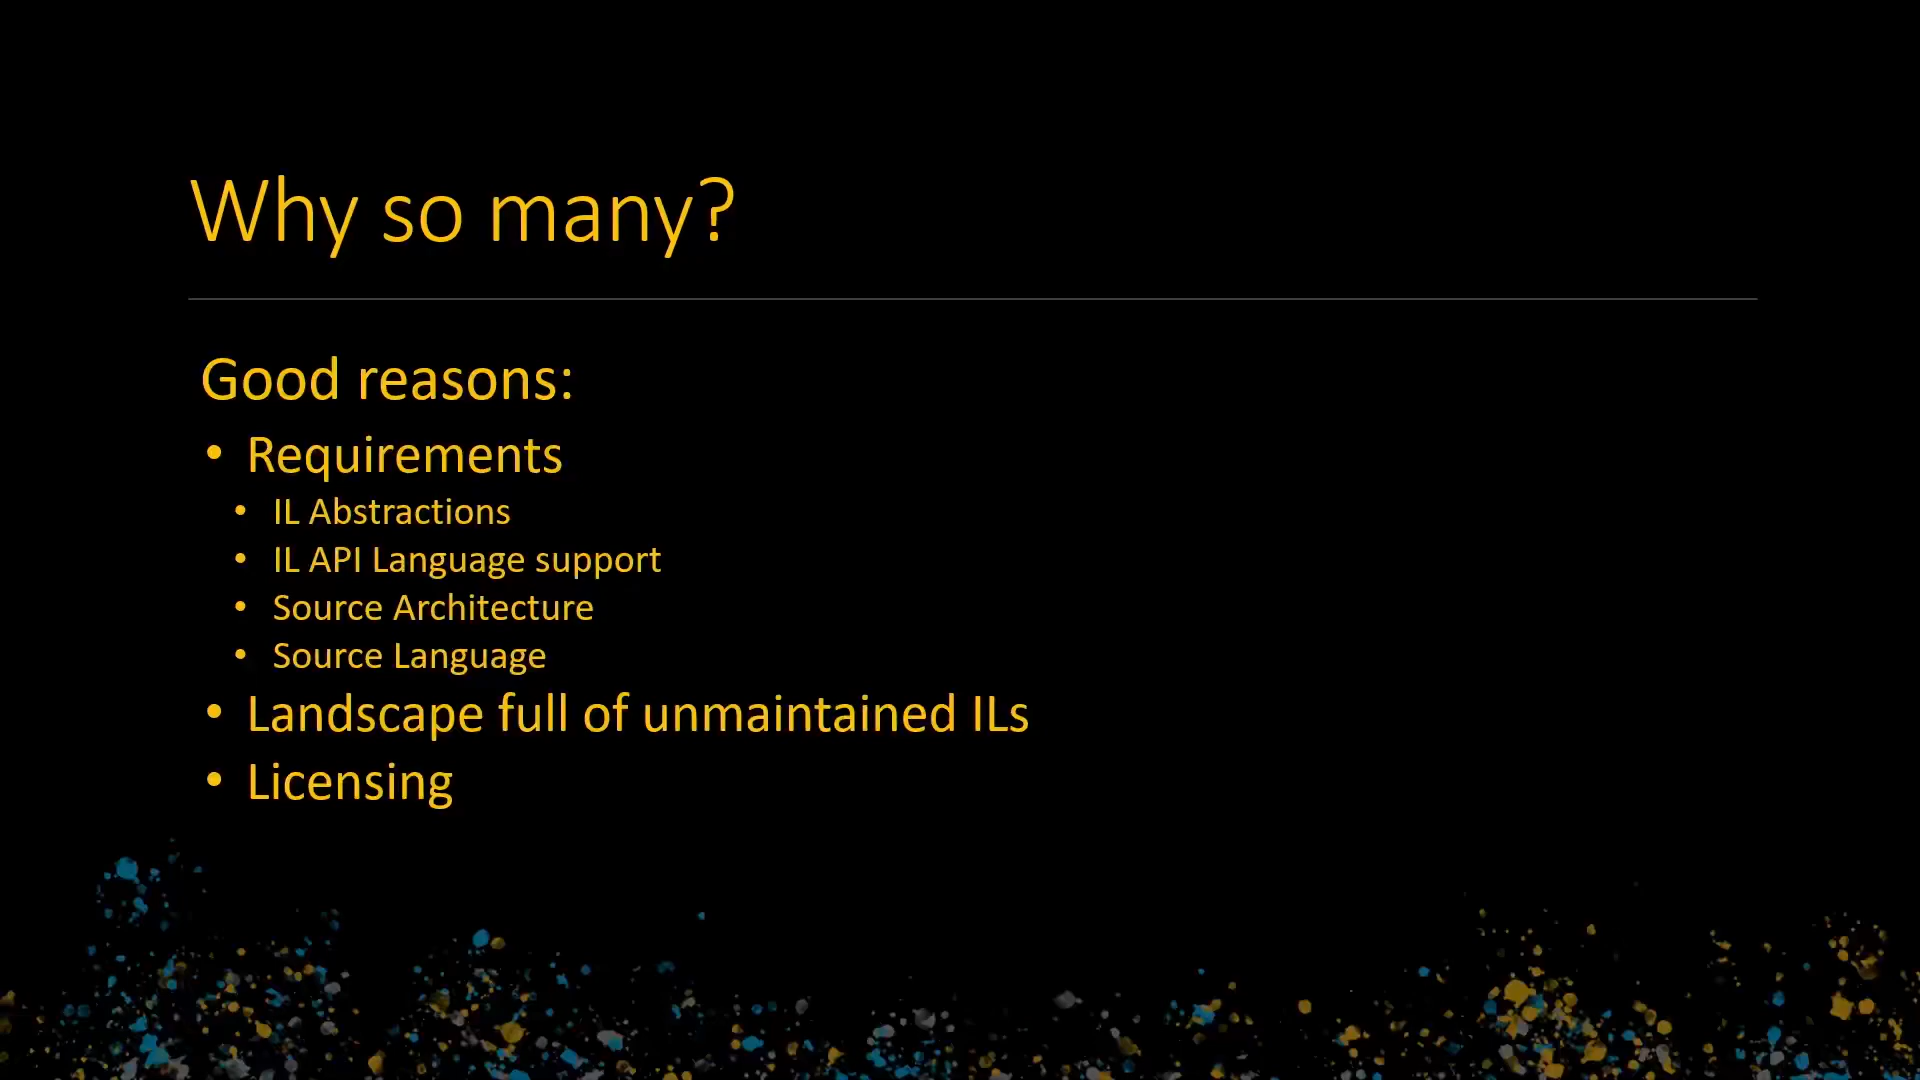 Why so many?
Good reasons:
• Requirements
• IL Abstractions
• IL API Language support
• Source Architecture
• Source Language
• Landscape full of unmaintained ILs
• Licensing